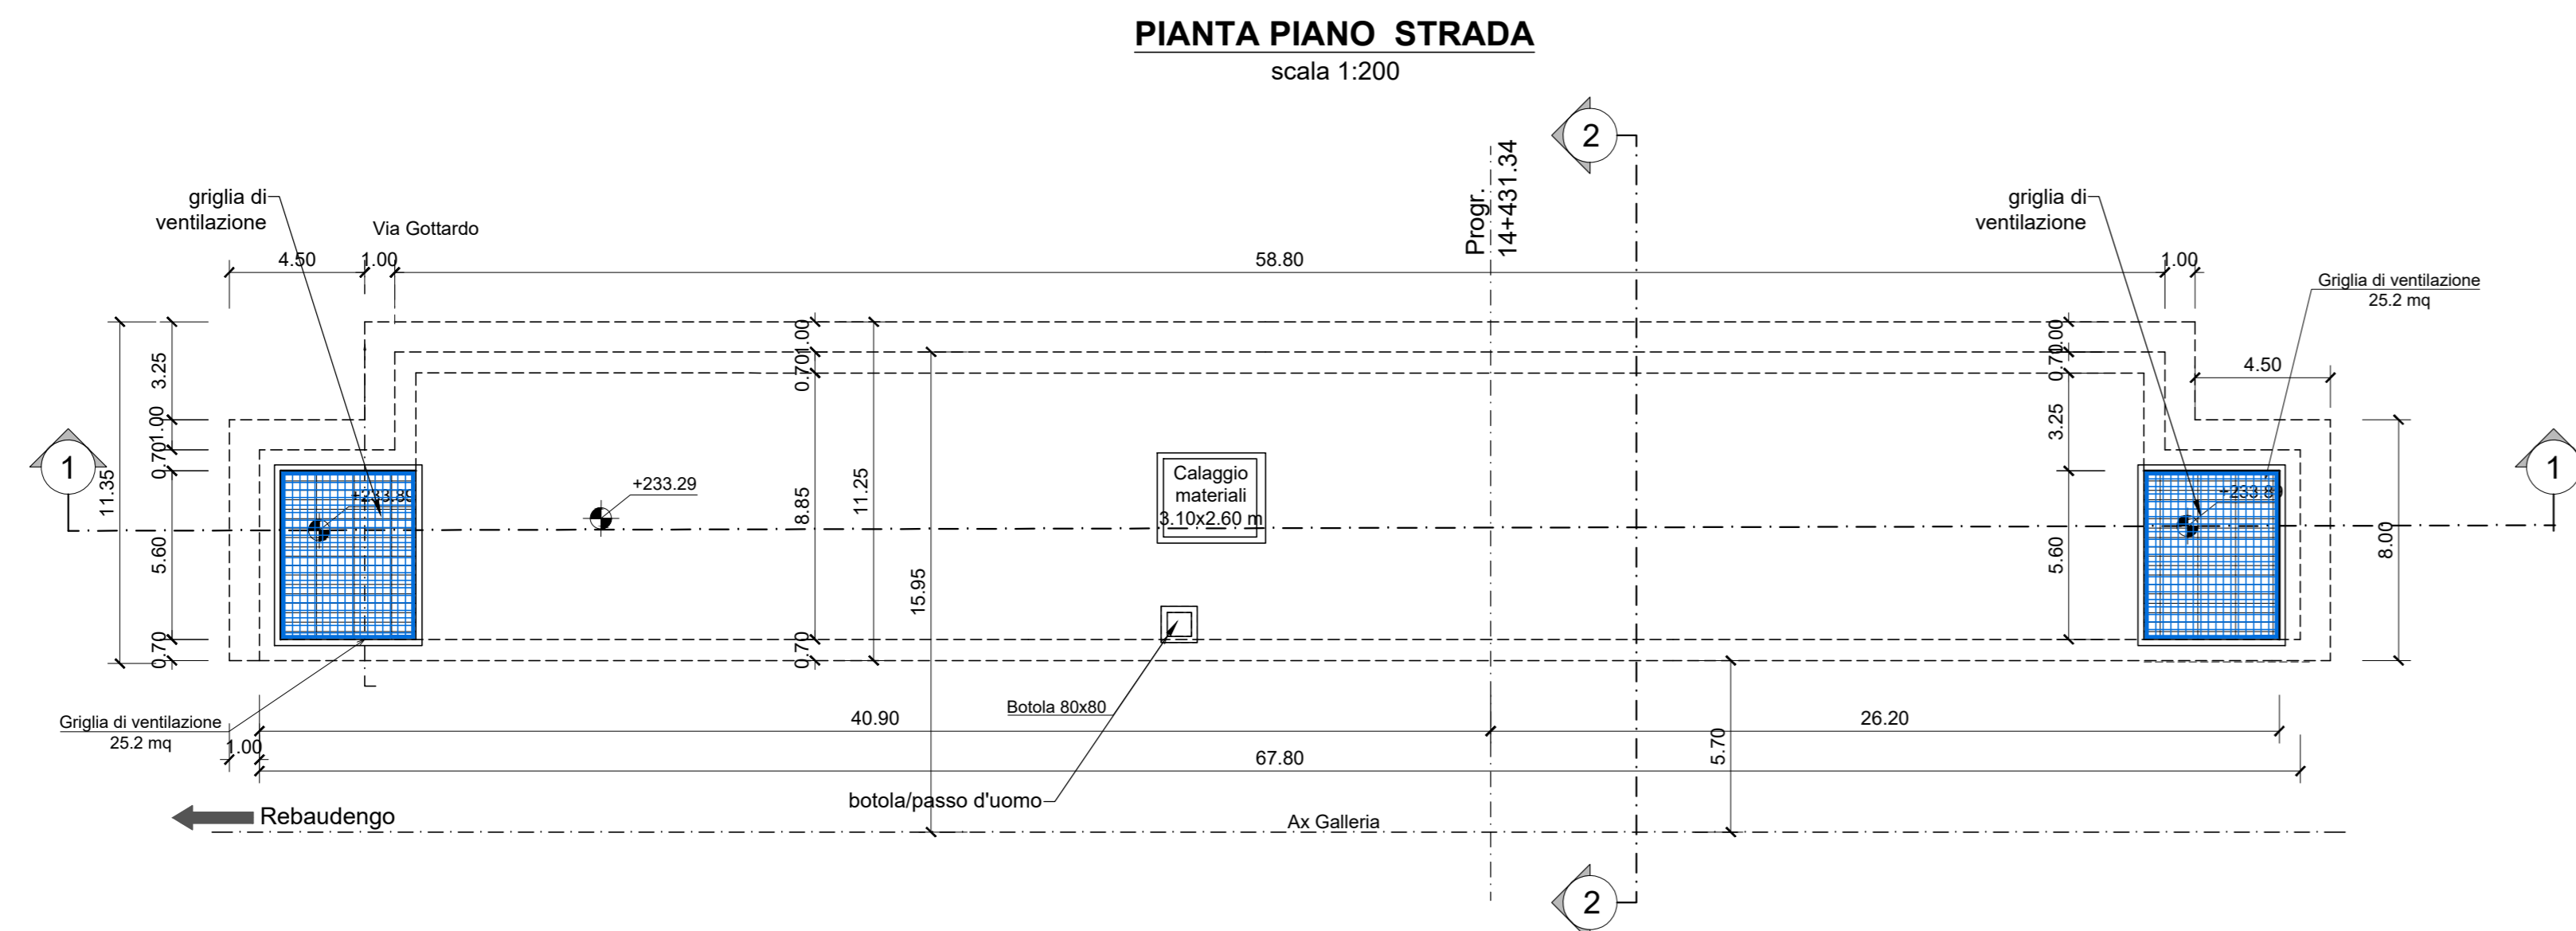 PIANTA PIANO STRADA
scala 1:200
2
Progr.
14+431.34
griglia di
ventilazione
Via Gottardo
griglia di
ventilazione
4.50
1.00
58.80
1.00
Griglia di ventilazione
25.2 mq
3.25
1.00
0.70
5.60
0.70
11.35
1.00
0.70
8.85
0.70
11.25
15.95
1.00
0.70
3.25
5.60
4.50
8.00
1
1
+233.89
+233.29
Calaggio
materiali
3.10x2.60 m
Griglia di ventilazione
25.2 mq
1.00
40.90
Botola 80x80
26.20
67.80
5.70
botola/passo d'uomo
Rebaudengo
Ax Galleria
2